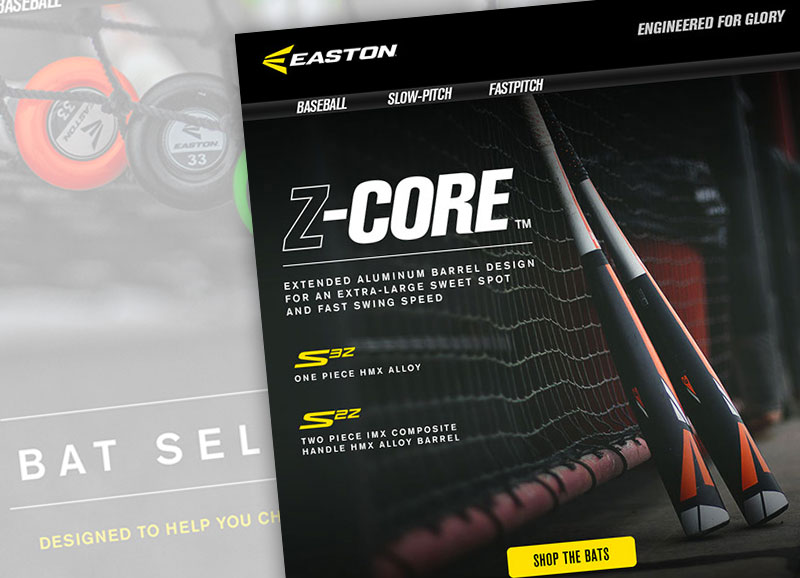 BASEBALL
EASTON
33
EASTON
33
BAT SEL
DESIGNED TO HELP YOU CH
EASTON
ENGINEERED FOR GLORY
BASEBALL SLOW-PITCH FASTPITCH
Z-CORE™
EXTENDED ALUMINUM BARREL DESIGN
FOR AN EXTRA-LARGE SWEET SPOT
AND FAST SWING SPEED
S3Z
ONE PIECE HMX ALLOY
S2Z
TWO PIECE IMX COMPOSITE
HANDLE HMX ALLOY BARREL
SHOP THE BATS